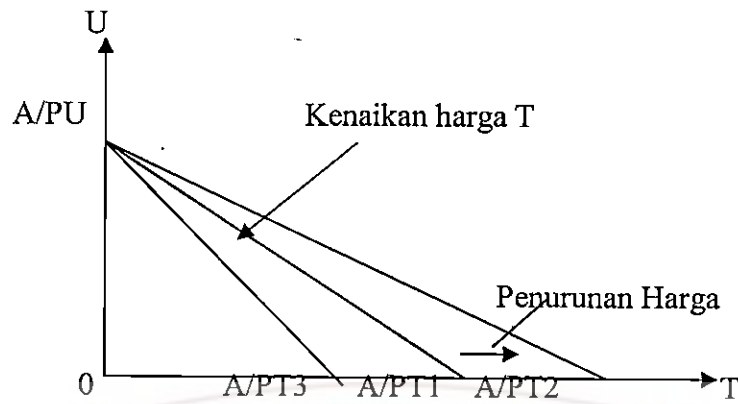 U
A/PU
Kenaikan harga T
Penurunan Harga
0 A/PT3 A/PT1 A/PT2 T